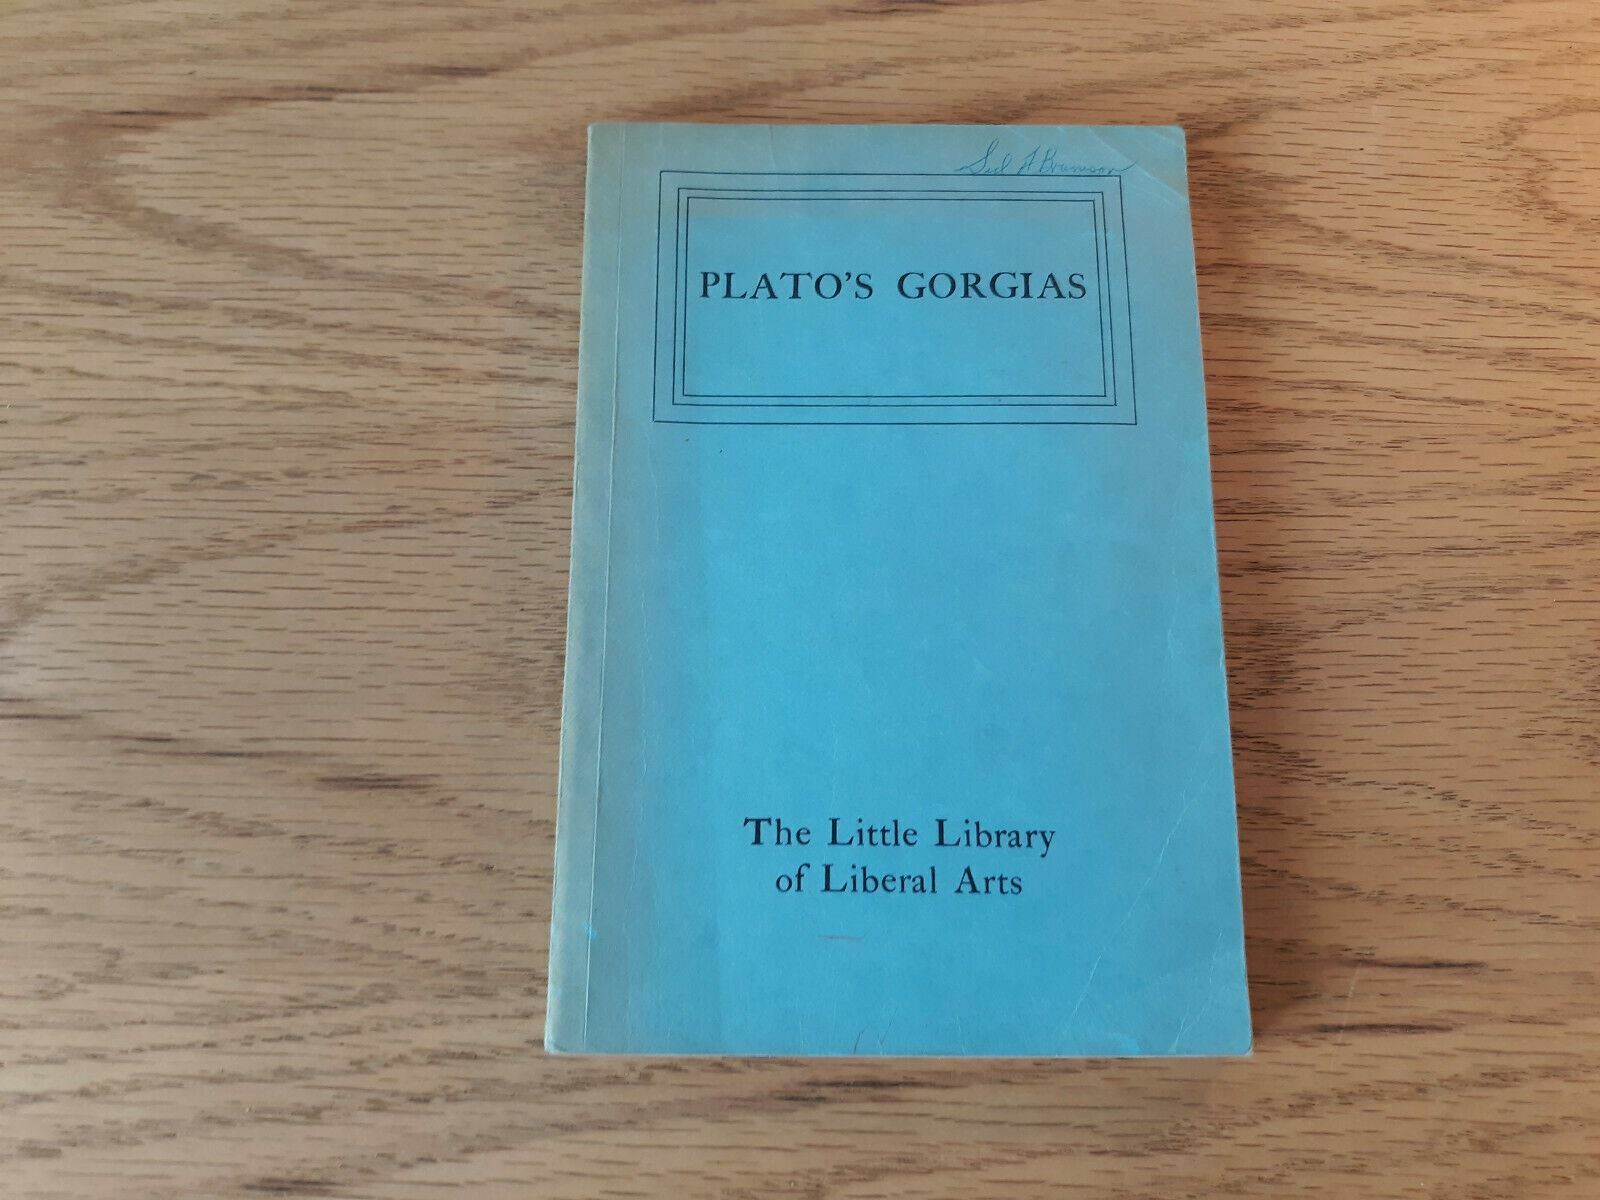 PLATO'S GORGIAS
The Little Library
of Liberal Arts